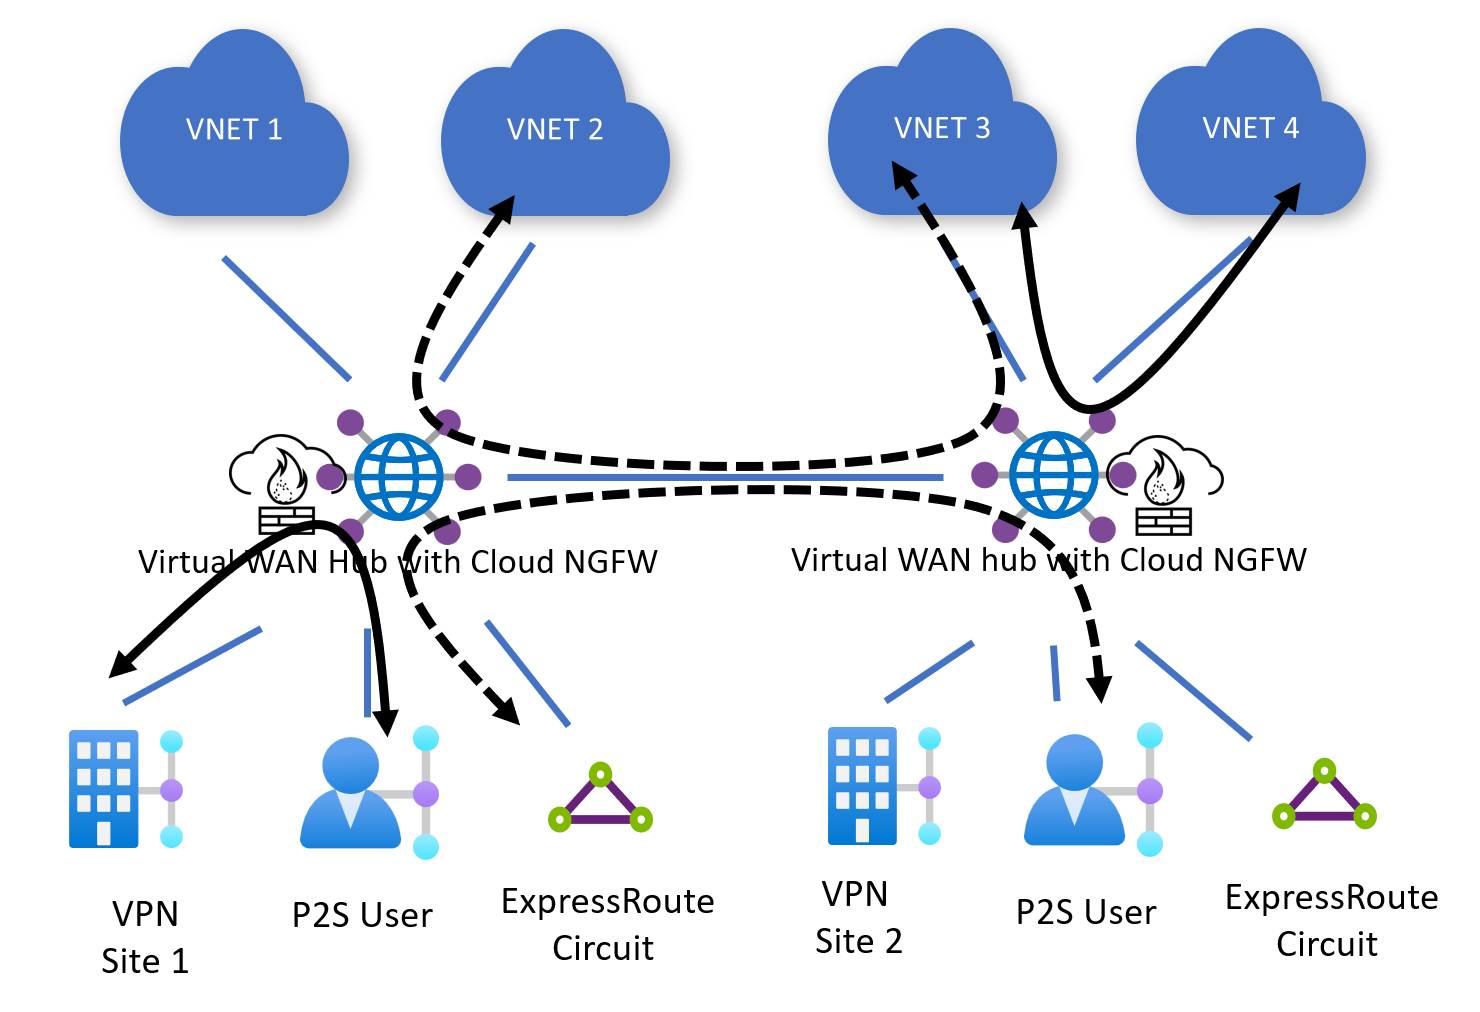 VNET 1
VNET 2
VNET 3
VNET 4
Virtual WAN Hub with Cloud NGFW
Virtual WAN hub with Cloud NGFW
VPN
Site 1
P2S User
ExpressRoute
Circuit
VPN
Site 2
P2S User
ExpressRoute
Circuit